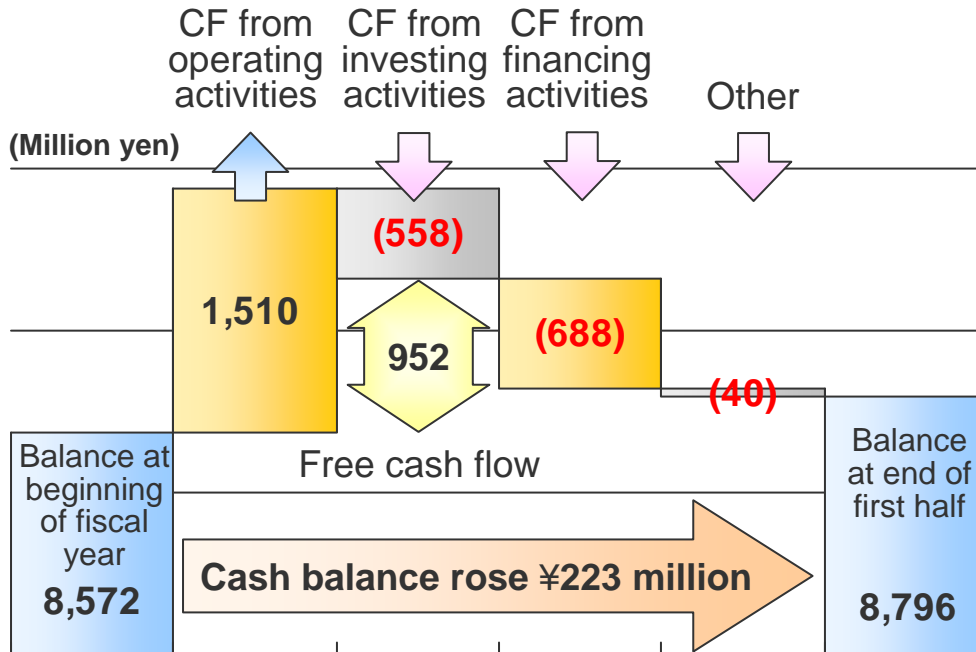 CF from
operating
activities
CF from
investing
activities
CF from
financing
activities
Other
(Million yen)
1,510
(558)
952
(688)
(40)
Free cash flow
Balance at
beginning
of fiscal
year
8,572
Cash balance rose ¥223 million
Balance
at end of
first half
8,796